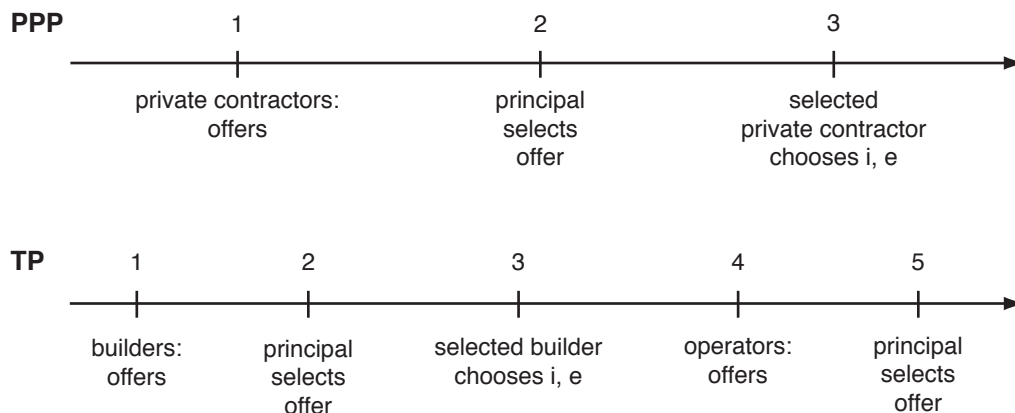 PPP
1 2 3
private contractors: principal selected
offers selects private contractor
offer chooses i, e
TP
1 2 3 4 5
builders: principal selected builder operators: principal
offers selects chooses i, e offers selects
offer offer